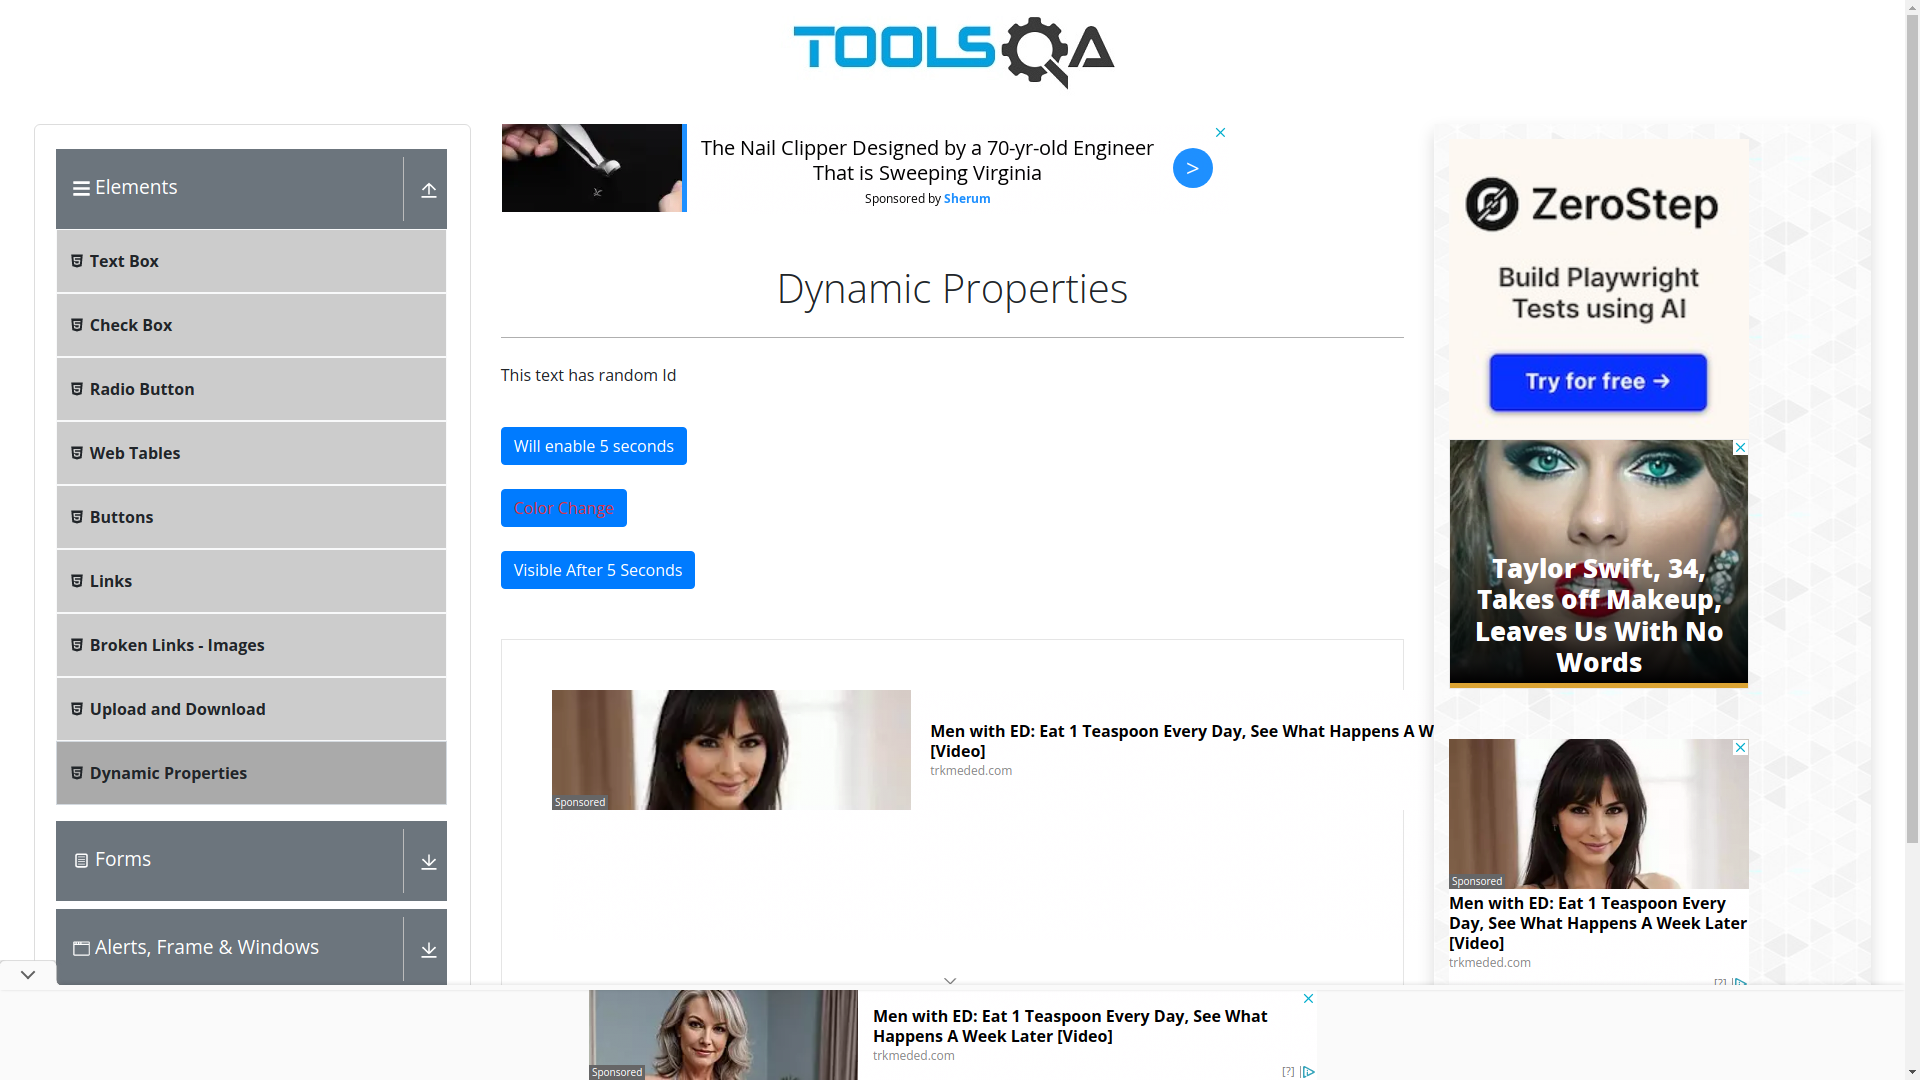 TOOLSQA
Elements
Text Box
Check Box
Radio Button
Web Tables
Buttons
Links
Broken Links - Images
Upload and Download
Dynamic Properties
Forms
Alerts, Frame & Windows
The Nail Clipper Designed by a 70-yr-old Engineer
That is Sweeping Virginia
Sponsored by Sherum
>
Dynamic Properties
This text has random Id
Will enable 5 seconds
Color Change
Visible After 5 Seconds
Sponsored
Men with ED: Eat 1 Teaspoon Every Day, See What Happens A W
[Video]
trkmeded.com
ZeroStep
Build Playwright
Tests using AI
Try for free →
Taylor Swift, 34,
Takes off Makeup,
Leaves Us With No
Words
Sponsored
Men with ED: Eat 1 Teaspoon Every
Day, See What Happens A Week Later
[Video]
trkmeded.com
[?]
Sponsored
Men with ED: Eat 1 Teaspoon Every Day, See What
Happens A Week Later [Video]
trkmeded.com
[?]